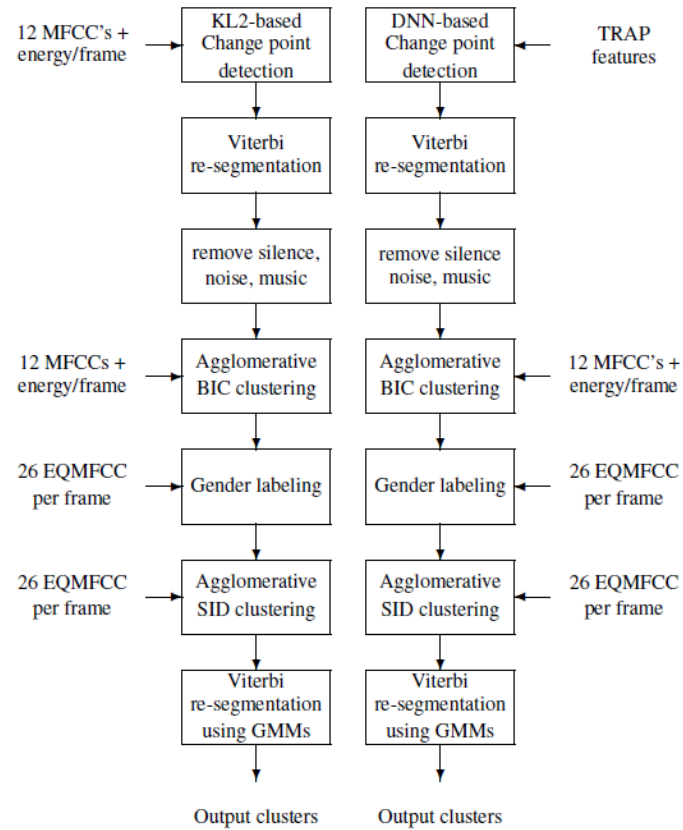 12 MFCC's +
energy/frame
KL2-based
Change point
detection
DNN-based
Change point
detection
TRAP
features
Viterbi
re-segmentation
Viterbi
re-segmentation
remove silence,
noise, music
remove silence
noise, music
12 MFCCs +
energy/frame
Agglomerative
BIC clustering
Agglomerative
BIC clustering
12 MFCC's +
energy/frame
26 EQMFCC
per frame
Gender labeling
Gender labeling
26 EQMFCC
per frame
26 EQMFCC
per frame
Agglomerative
SID clustering
Agglomerative
SID clustering
26 EQMFCC
per frame
Viterbi
re-segmentation
using GMMs
Viterbi
re-segmentation
using GMMs
Output clusters
Output clusters